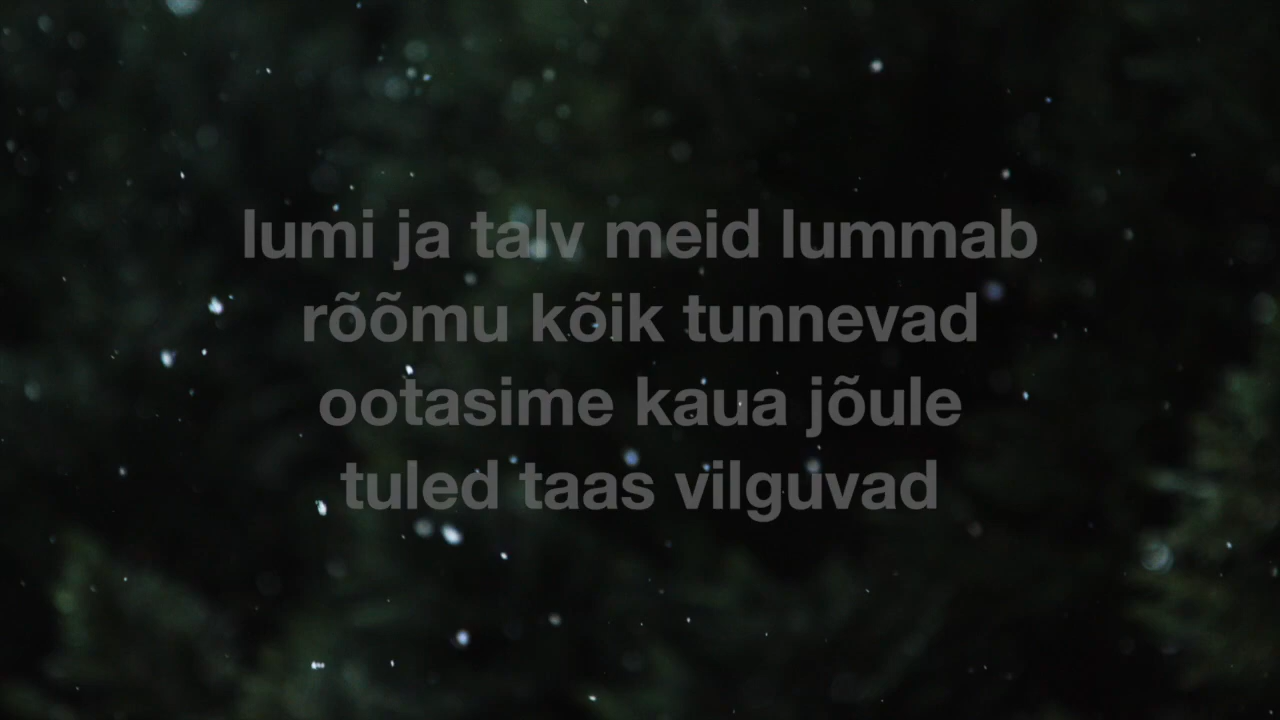 lumi ja talv meid lummab
rõõmu kõik tunnevad
ootasime kaua jõule
tuled taas vilguvad